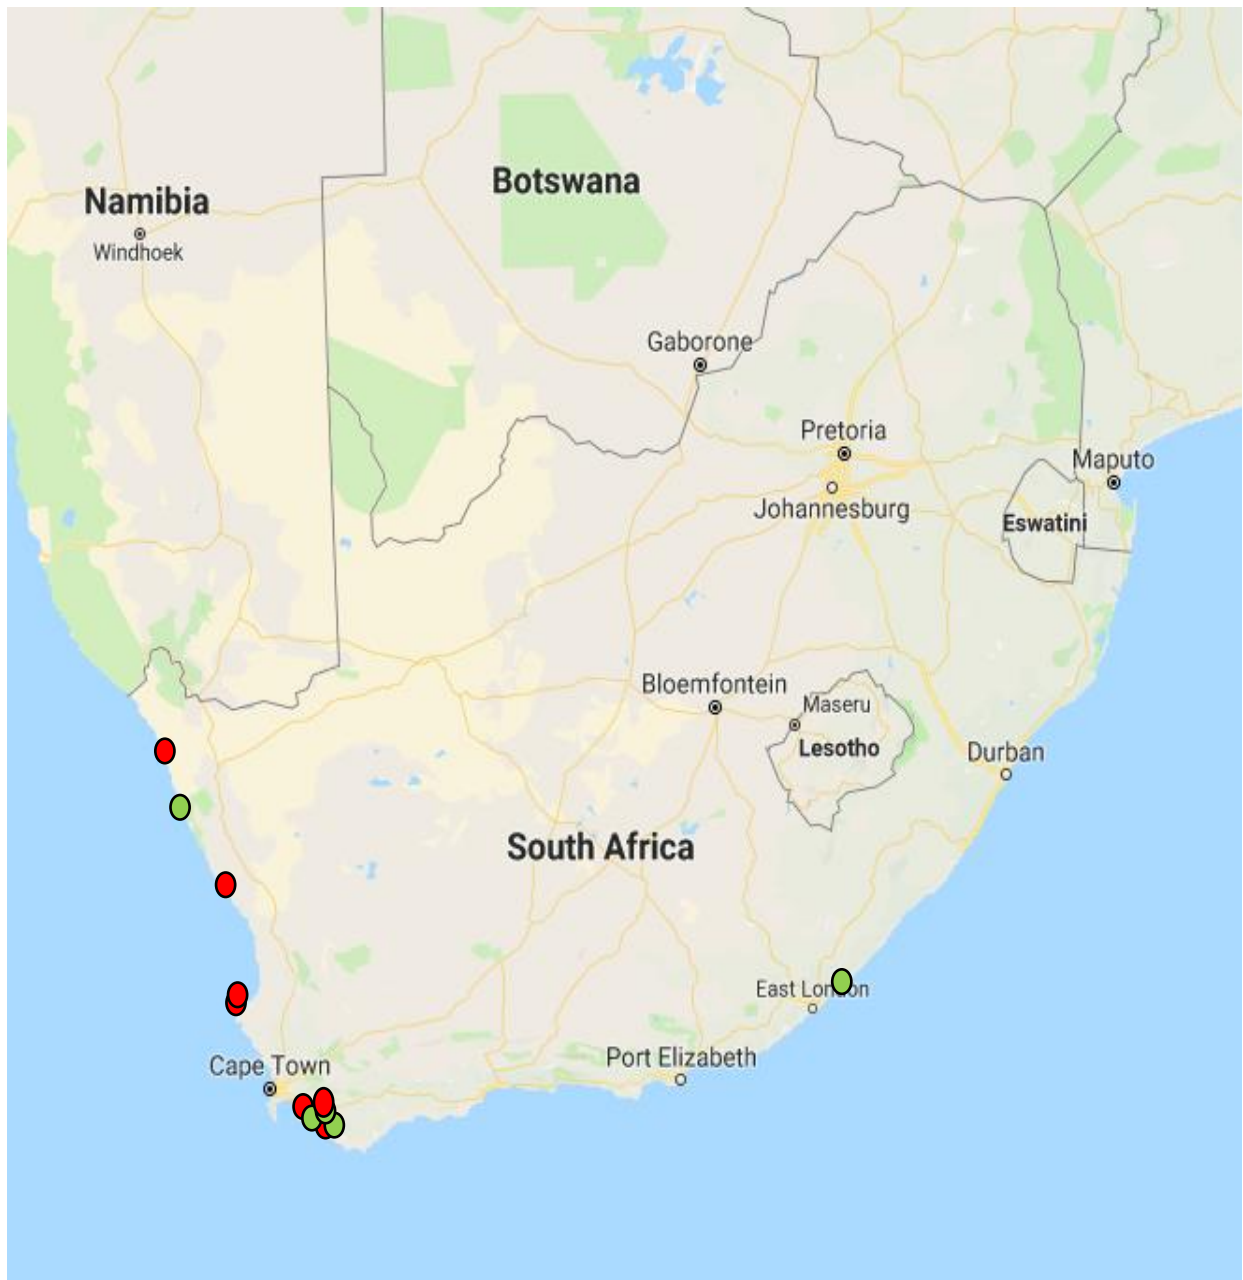 Botswana
Namibia
Windhoek
Gaborone
Pretoria
Maputo
Johannesburg
Eswatini
Bloemfontein
Maseru
Lesotho
Durban
South Africa
East London
Port Elizabeth
Cape Town